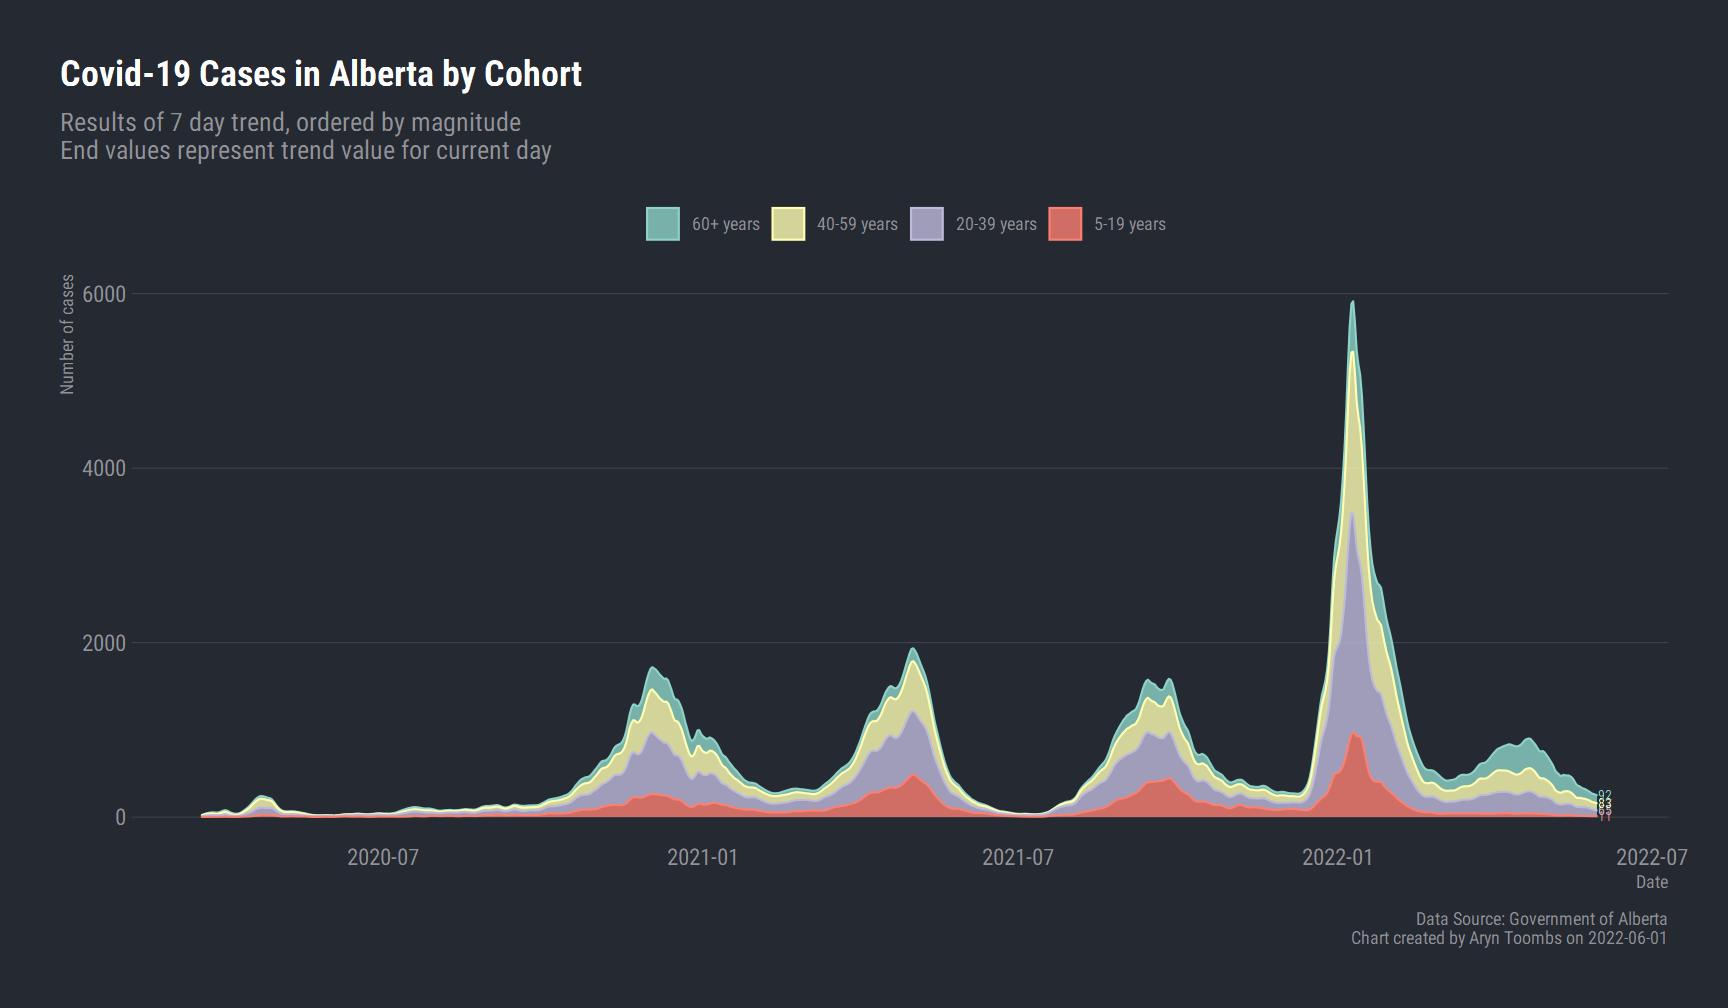 Covid-19 Cases in Alberta by Cohort
Results of 7 day trend, ordered by magnitude
End values represent trend value for current day
60+ years 40-59 years 20-39 years 5-19 years
Number of cases
6000
4000
2000
0
92
83
11
2020-07 2021-01 2021-07 2022-01 2022-07
Date
Data Source: Government of Alberta
Chart created by Aryn Toombs on 2022-06-01